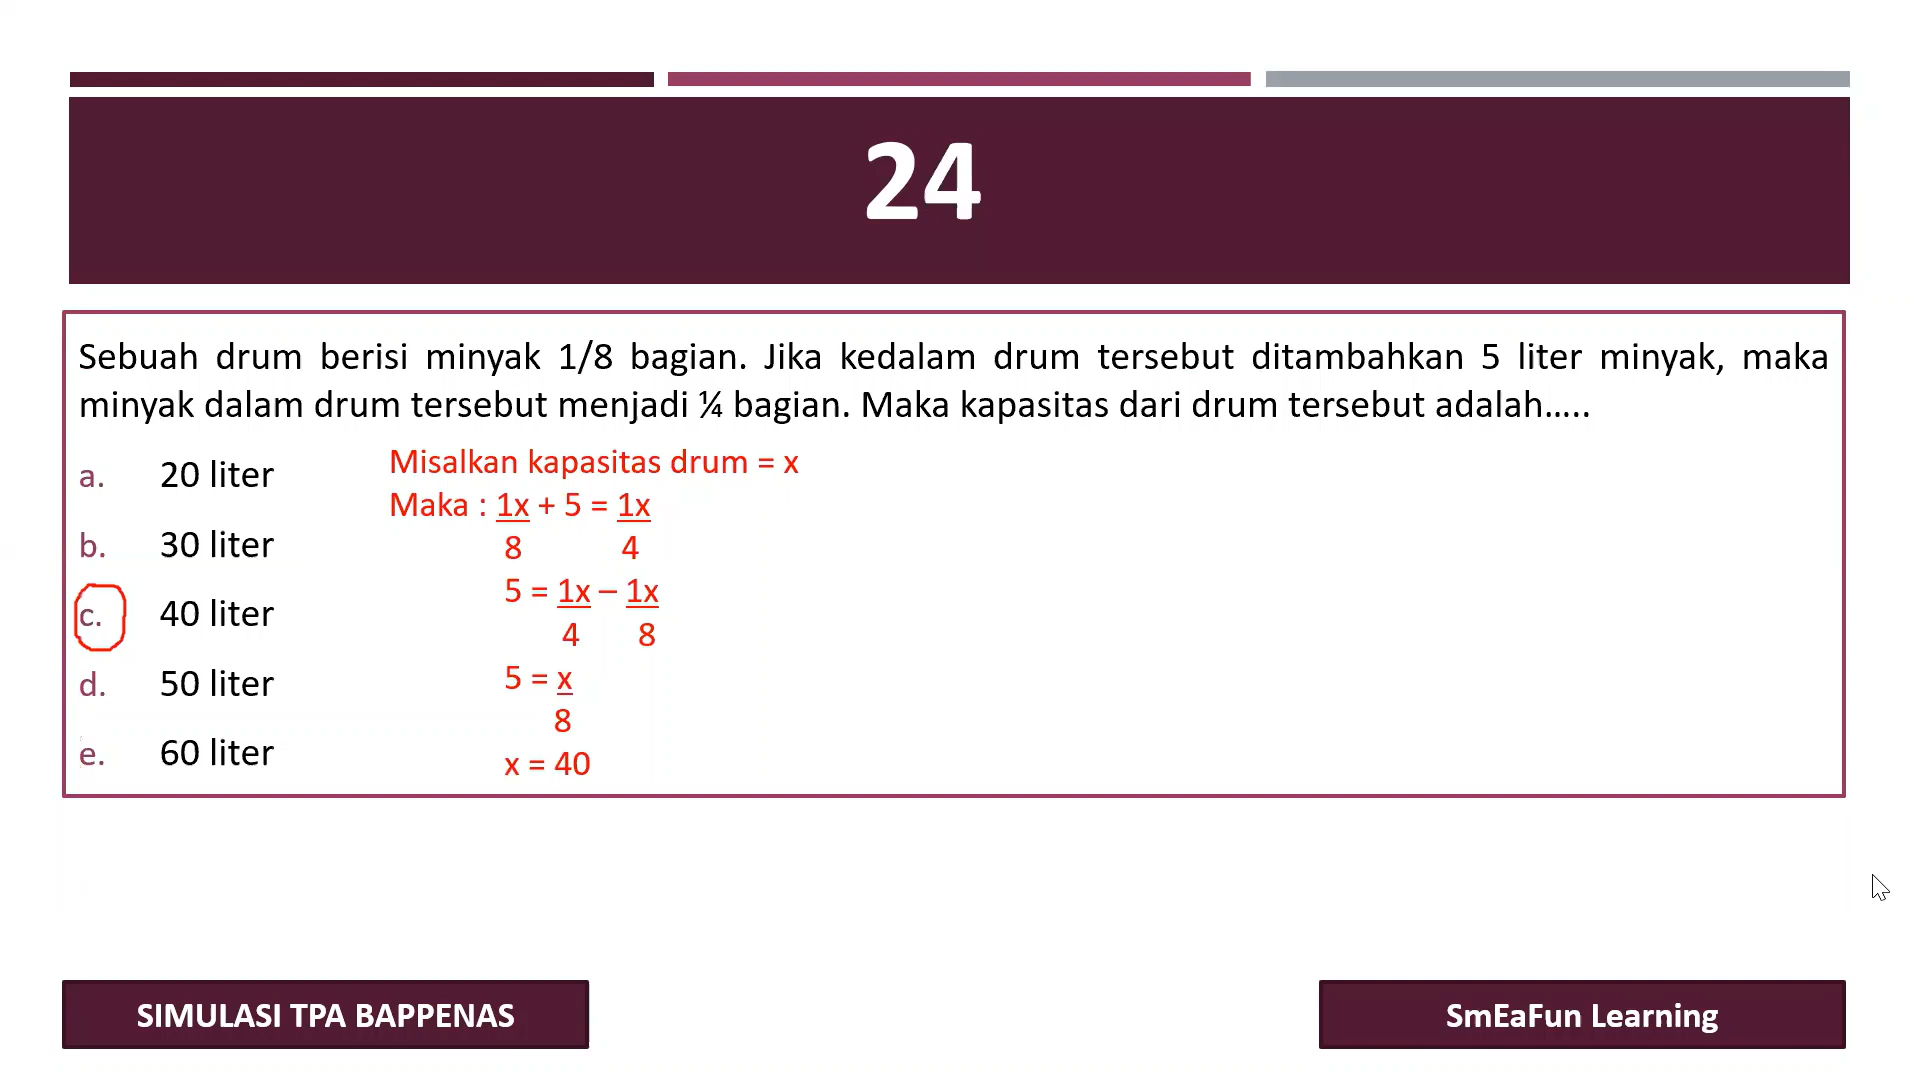 24
Sebuah drum berisi minyak 1/8 bagian. Jika kedalam drum tersebut ditambahkan 5 liter minyak, maka
minyak dalam drum tersebut menjadi ¼ bagian. Maka kapasitas dari drum tersebut adalah.....
a. 20 liter
b. 30 liter
c. 40 liter
d. 50 liter
e. 60 liter
Misalkan kapasitas drum = x
Maka : 1x + 5 = 1x
8 4
5 = 1x – 1x
4 8
5 = x
8
x = 40
SIMULASI TPA BAPPENAS
SmEaFun Learning